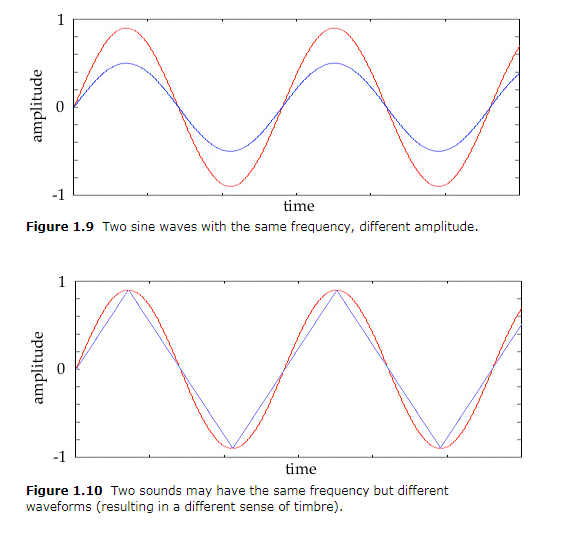 1
amplitude
0
-1
time
Figure 1.9 Two sine waves with the same frequency, different amplitude.
1
amplitude
0
-1
time
Figure 1.10 Two sounds may have the same frequency but different
waveforms (resulting in a different sense of timbre).